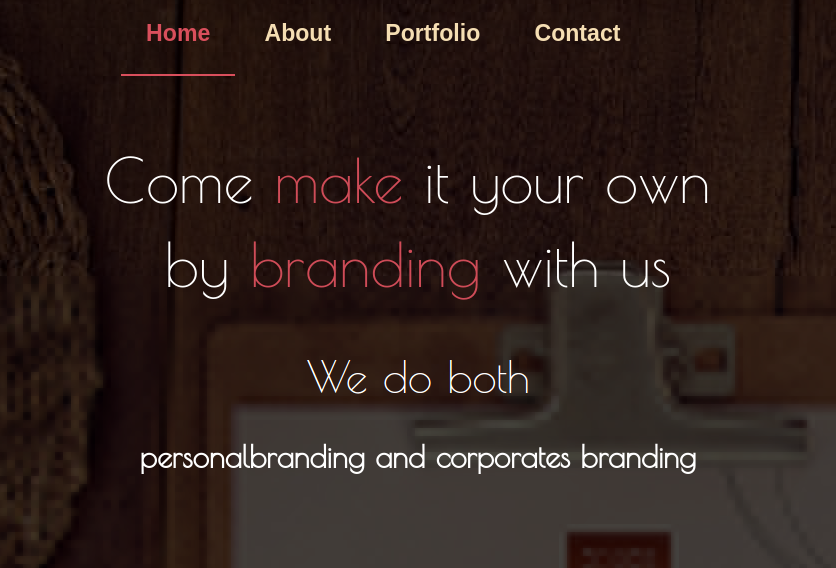 Home About Portfolio Contact
Come make it your own
by branding with us
We do both
personalbranding and corporates branding